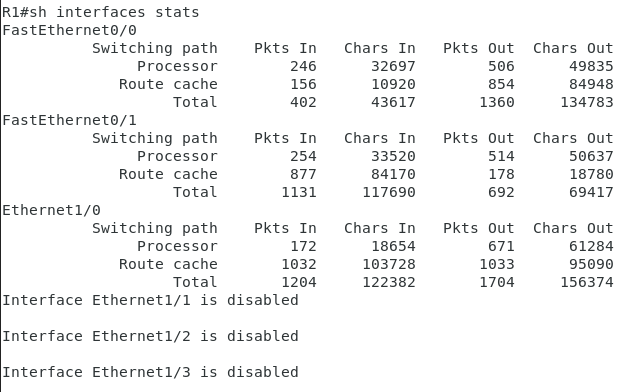 R1#sh interfaces stats
FastEthernet0/0
          Switching path    Pkts In   Chars In   Pkts Out  Chars Out
               Processor        246      32697        506      49835
             Route cache        156      10920        854      84948
                   Total        402      43617       1360     134783
FastEthernet0/1
          Switching path    Pkts In   Chars In   Pkts Out  Chars Out
               Processor        254      33520        514      50637
             Route cache        877      84170        178      18780
                   Total       1131     117690        692      69417
Ethernet1/0
          Switching path    Pkts In   Chars In   Pkts Out  Chars Out
               Processor        172      18654        671      61284
             Route cache       1032     103728       1033      95090
                   Total       1204     122382       1704     156374
Interface Ethernet1/1 is disabled
Interface Ethernet1/2 is disabled
Interface Ethernet1/3 is disabled